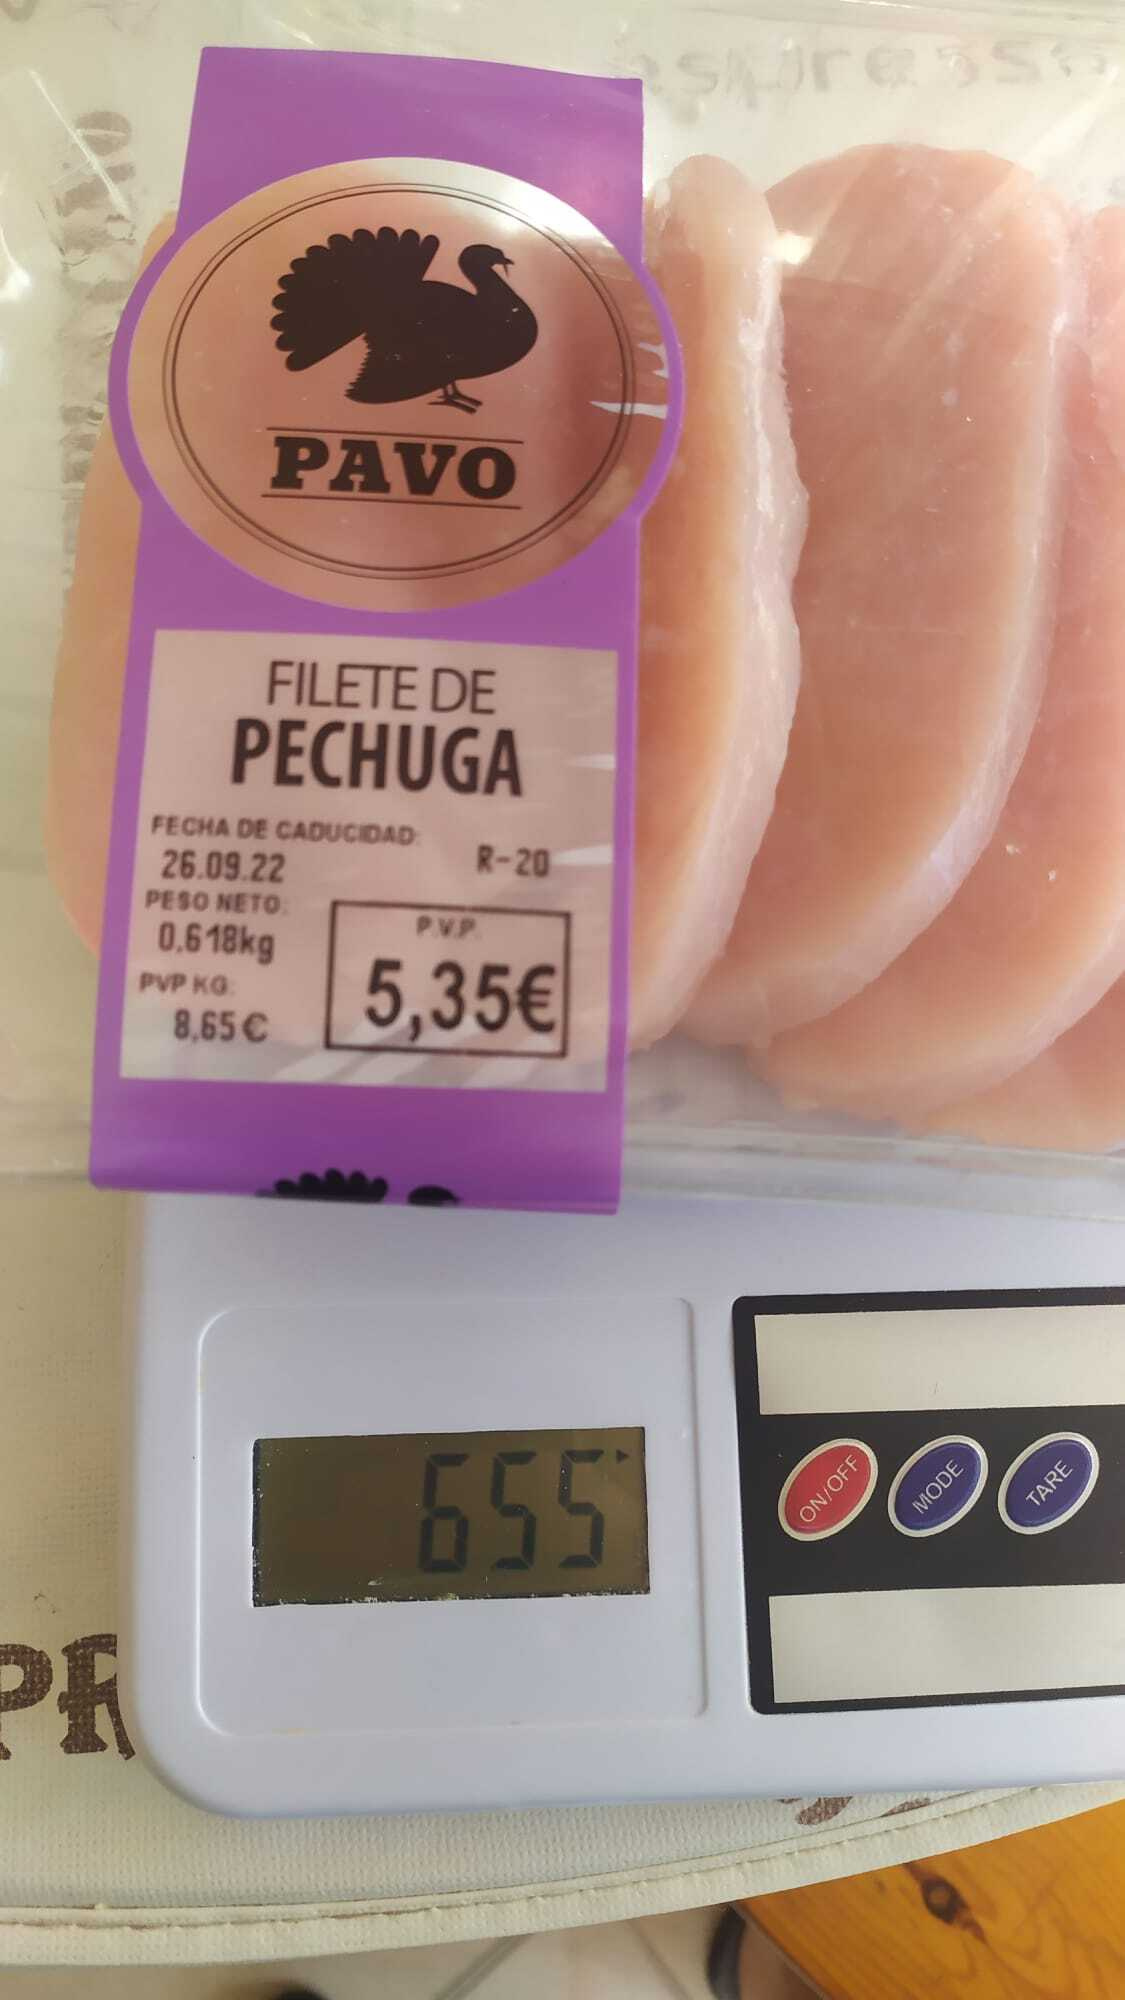 PAVO
FILETE DE
PECHUGA
FECHA DE CADUCIDAD:
26.09.22 R-20
PESO NETO:
0,618kg
PVP KG:
8,65 €
P.V.P.
5,35€
655
ON/OFF MODE TARE
PR